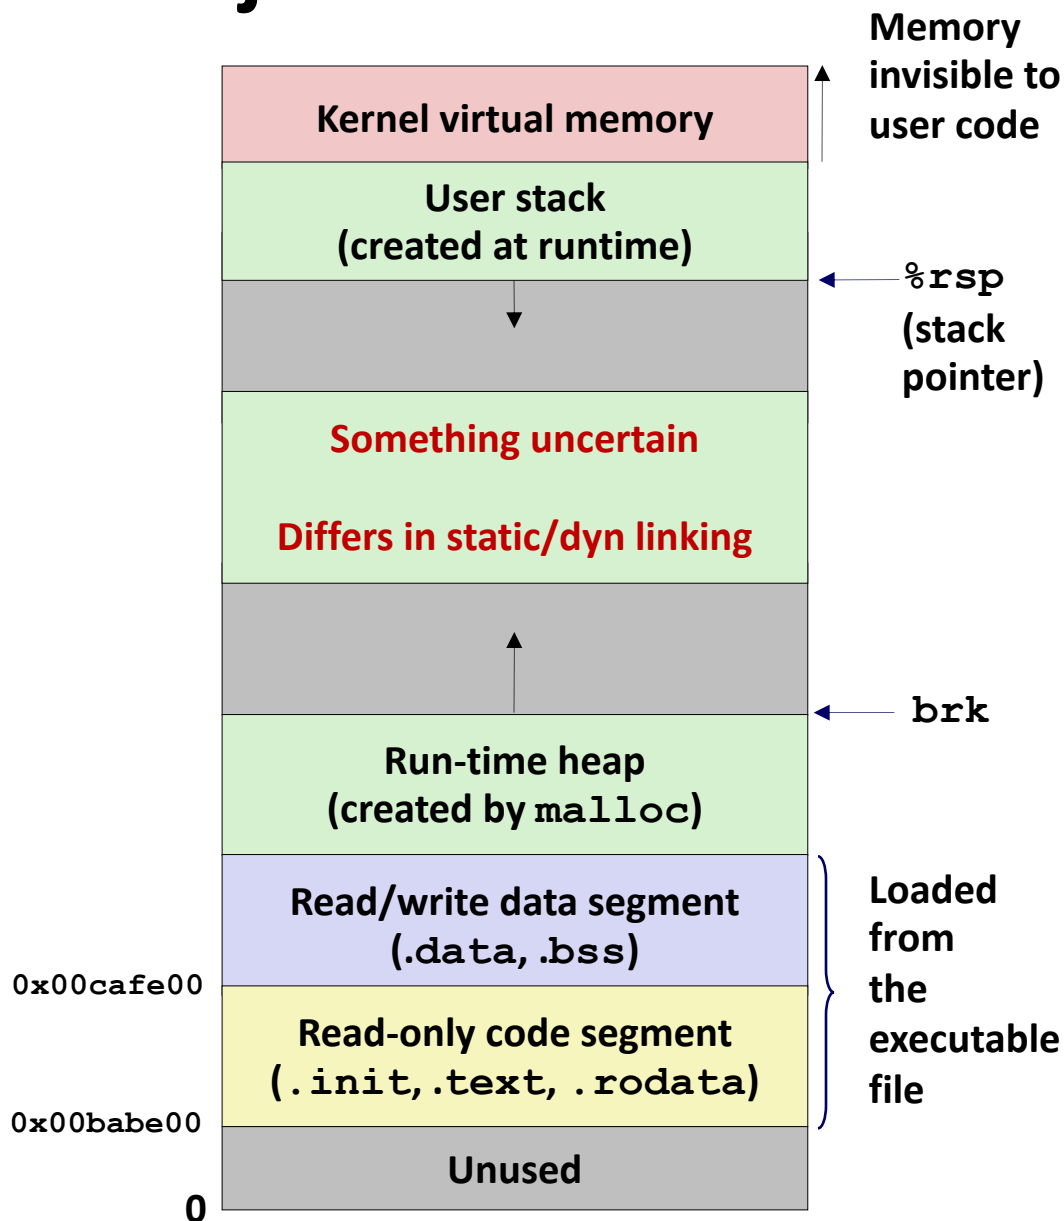 Memory
invisible to
user code
Kernel virtual memory
User stack
(created at runtime)
%rsp
(stack
pointer)
Something uncertain
Differs in static/dyn linking
brk
Run-time heap
(created by malloc)
Read/write data segment
(.data, .bss)
Loaded
from
the
executable
file
0x00cafe00
Read-only code segment
(.init, .text, .rodata)
0x00babe00
Unused
0